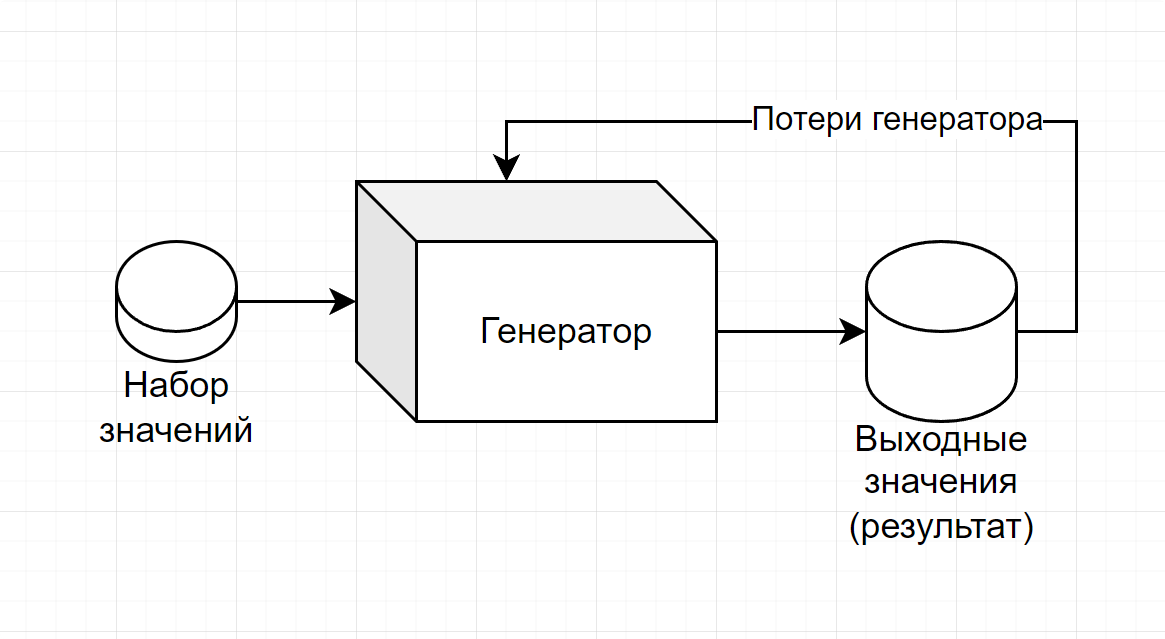 Потери генератора
Генератор
Набор
значений
Выходные
значения
(результат)